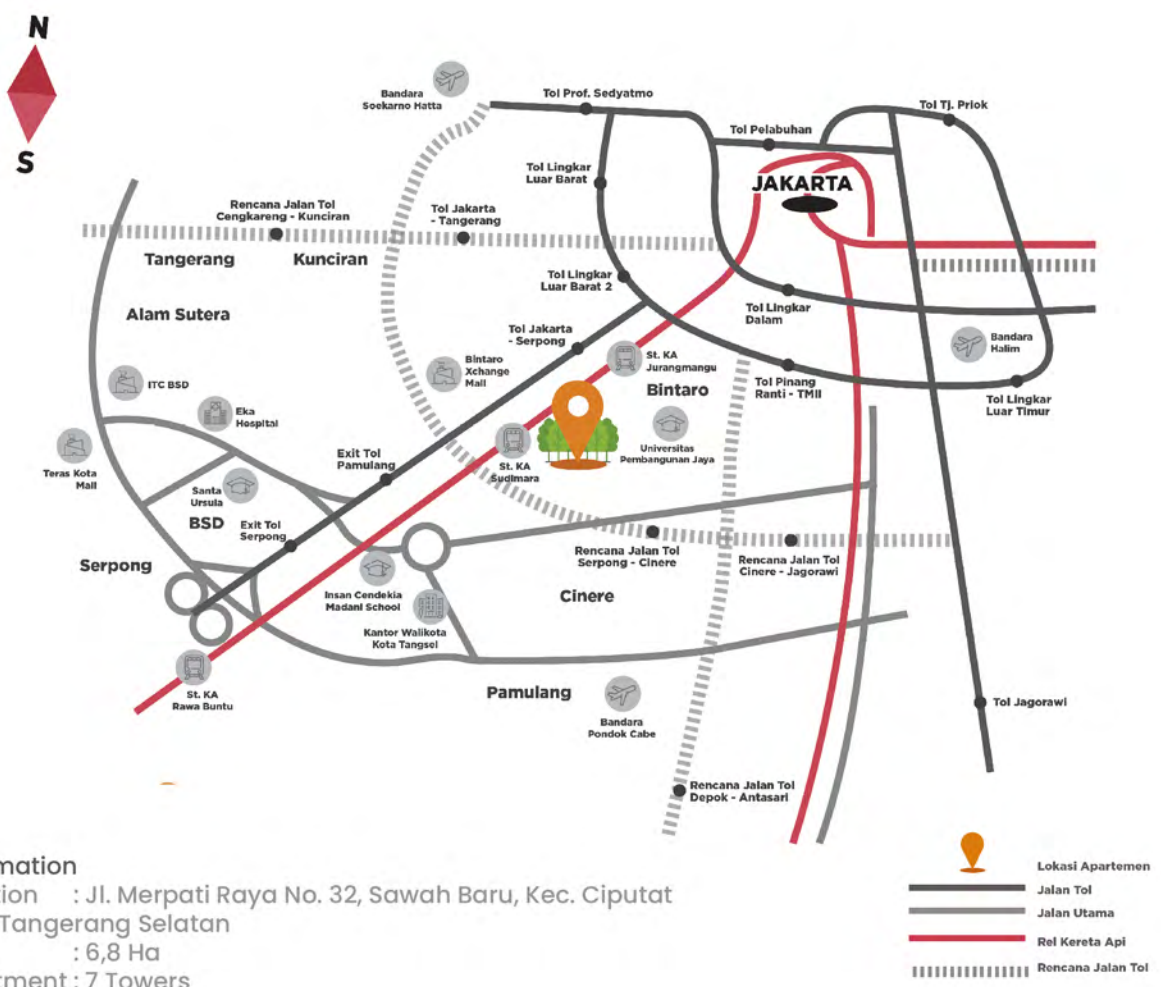 N
S
Bandara
Soekarno Hatta
Tol Prof. Sedyatmo
Tol Tj. Priok
Tol Pelabuhan
Tol Lingkar
Luar Barat
JAKARTA
Rencana Jalan Tol
Cengkareng - Kunciran
Tol Jakarta
- Tangerang
Tangerang
Kunciran
Tol Lingkar
Luar Barat 2
Alam Sutera
Tol Lingkar
Dalam
Tol Jakarta
- Serpong
Bandara
Halim
Bintaro
Xchange
Mall
St. KA
Jurangmangu
ITC BSD
Bintaro
Tol Pinang
Ranti - TMII
Tol Lingkar
Luar Timur
Eka
Hospital
Teras Kota
Mall
Exit Tol
Pamulang
St. KA
Sudimara
Universitas
Pembangunan Jaya
Santa
Ursula
BSD
Exit Tol
Serpong
Rencana Jalan Tol
Serpong - Cinere
Rencana Jalan Tol
Cinere - Jagorawi
Serpong
Insan Cendekia
Madani School
Cinere
Kantor Walikota
Kota Tangsel
St. KA
Rawa Buntu
Pamulang
Bandara
Pondok Cabe
Tol Jagorawi
Rencana Jalan Tol
Depok - Antasari
mation
tion : Jl. Merpati Raya No. 32, Sawah Baru, Kec. Ciputat
Tangerang Selatan
: 6,8 Ha
tment : 7 Towers
Lokasi Apartemen
Jalan Tol
Jalan Utama
Rel Kereta Api
Rencana Jalan Tol